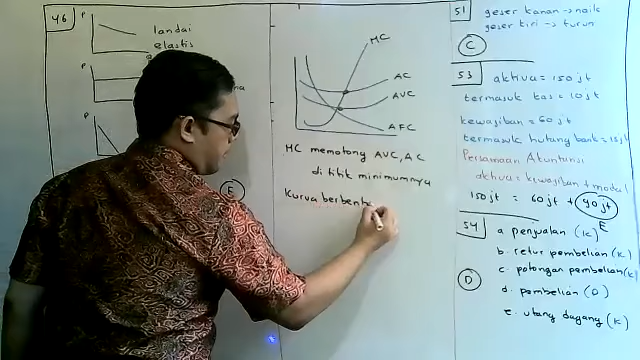 46
P
landai
elastis
P
P
E
MC
AC
AVC
AFC
MC memotong AVC, AC
di titik minimumnya
Kurva berbentu
51
geser kanan → naik
geser kiri → turun
C
53
aktiva = 150 jt
termasuk kas = 10 jt
kewajiban = 60 jt
termasuk hutang bank = 15 jt
Persamaan Akuntansi
aktiva = kewajiban + modal
150 jt = 60 jt + 90 jt
E
54
a penjualan (K)
b. retur pembelian (K)
c. potongan pembelian (K)
D
d. pembelian (D)
e. utang dagang (K)